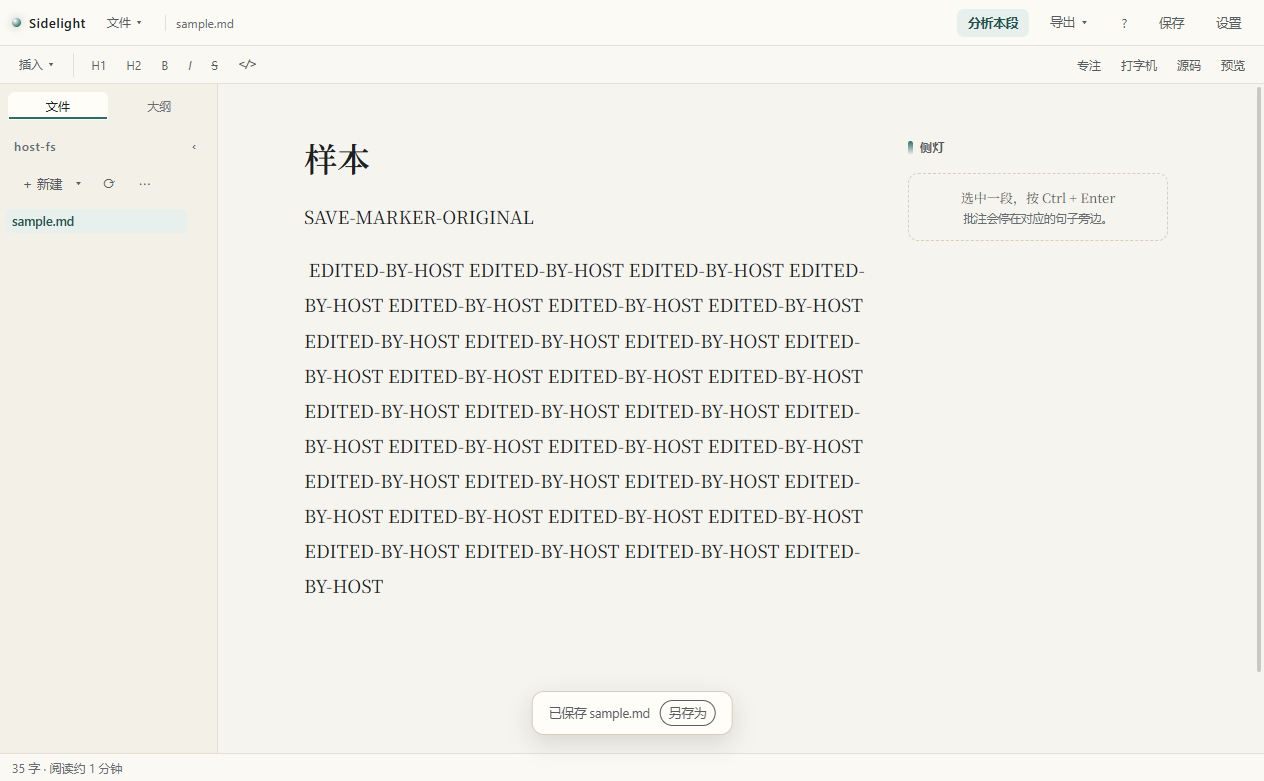 Sidelight 文件 ▾ sample.md 分析本段 导出 ▾ ? 保存 设置
插入 ▾ H1 H2 B I S </> 专注 打字机 源码 预览
文件 大纲
host-fs ‹
+ 新建 ▾ ⟳ ···
sample.md
样本
SAVE-MARKER-ORIGINAL
EDITED-BY-HOST EDITED-BY-HOST EDITED-BY-HOST EDITED-
BY-HOST EDITED-BY-HOST EDITED-BY-HOST EDITED-BY-HOST
EDITED-BY-HOST EDITED-BY-HOST EDITED-BY-HOST EDITED-
BY-HOST EDITED-BY-HOST EDITED-BY-HOST EDITED-BY-HOST
EDITED-BY-HOST EDITED-BY-HOST EDITED-BY-HOST EDITED-
BY-HOST EDITED-BY-HOST EDITED-BY-HOST EDITED-BY-HOST
EDITED-BY-HOST EDITED-BY-HOST EDITED-BY-HOST EDITED-
BY-HOST EDITED-BY-HOST EDITED-BY-HOST EDITED-BY-HOST
EDITED-BY-HOST EDITED-BY-HOST EDITED-BY-HOST EDITED-
BY-HOST
侧灯
选中一段，按 Ctrl + Enter
批注会停在对应的句子旁边。
已保存 sample.md 另存为
35 字 · 阅读约 1 分钟